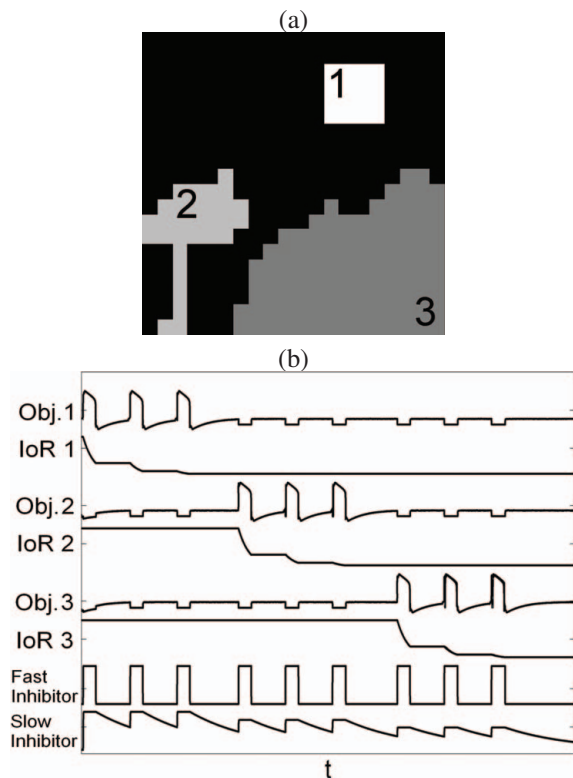 (a)
1
2
3
(b)
Obj.1
IoR 1
Obj.2
IoR 2
Obj.3
IoR 3
Fast
Inhibitor
Slow
Inhibitor
t